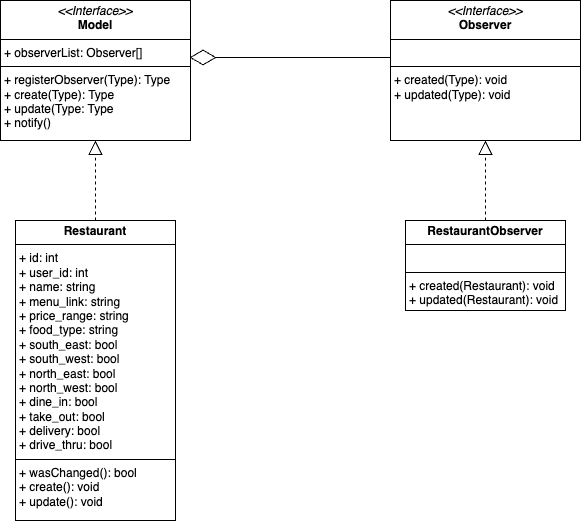 <<Interface>>
Model
+ observerList: Observer[]
+ registerObserver(Type): Type
+ create(Type): Type
+ update(Type: Type
+ notify()
<<Interface>>
Observer
+ created(Type): void
+ updated(Type): void
Restaurant
+ id: int
+ user_id: int
+ name: string
+ menu_link: string
+ price_range: string
+ food_type: string
+ south_east: bool
+ south_west: bool
+ north_east: bool
+ north_west: bool
+ dine_in: bool
+ take_out: bool
+ delivery: bool
+ drive_thru: bool
+ wasChanged(): bool
+ create(): void
+ update(): void
RestaurantObserver
+ created(Restaurant): void
+ updated(Restaurant): void